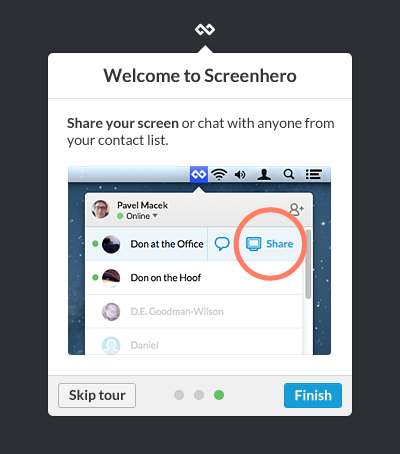 Welcome to Screenhero
Share your screen or chat with anyone from
your contact list.
Pavel Macek
Online
Don at the Office
Share
Don on the Hoof
D.E. Goodman-Wilson
Daniel
Skip tour
Finish